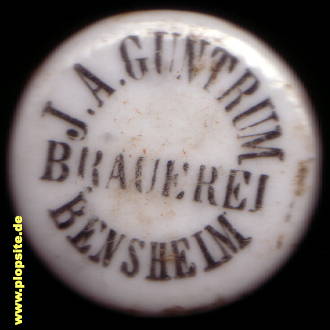 J. A. GUNTRUM
BRAUEREI
BENSHEIM
www.plopsite.de